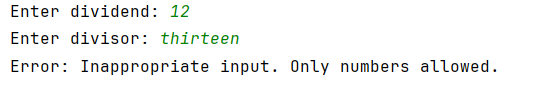 Enter dividend: 12
Enter divisor: thirteen
Error: Inappropriate input. Only numbers allowed.